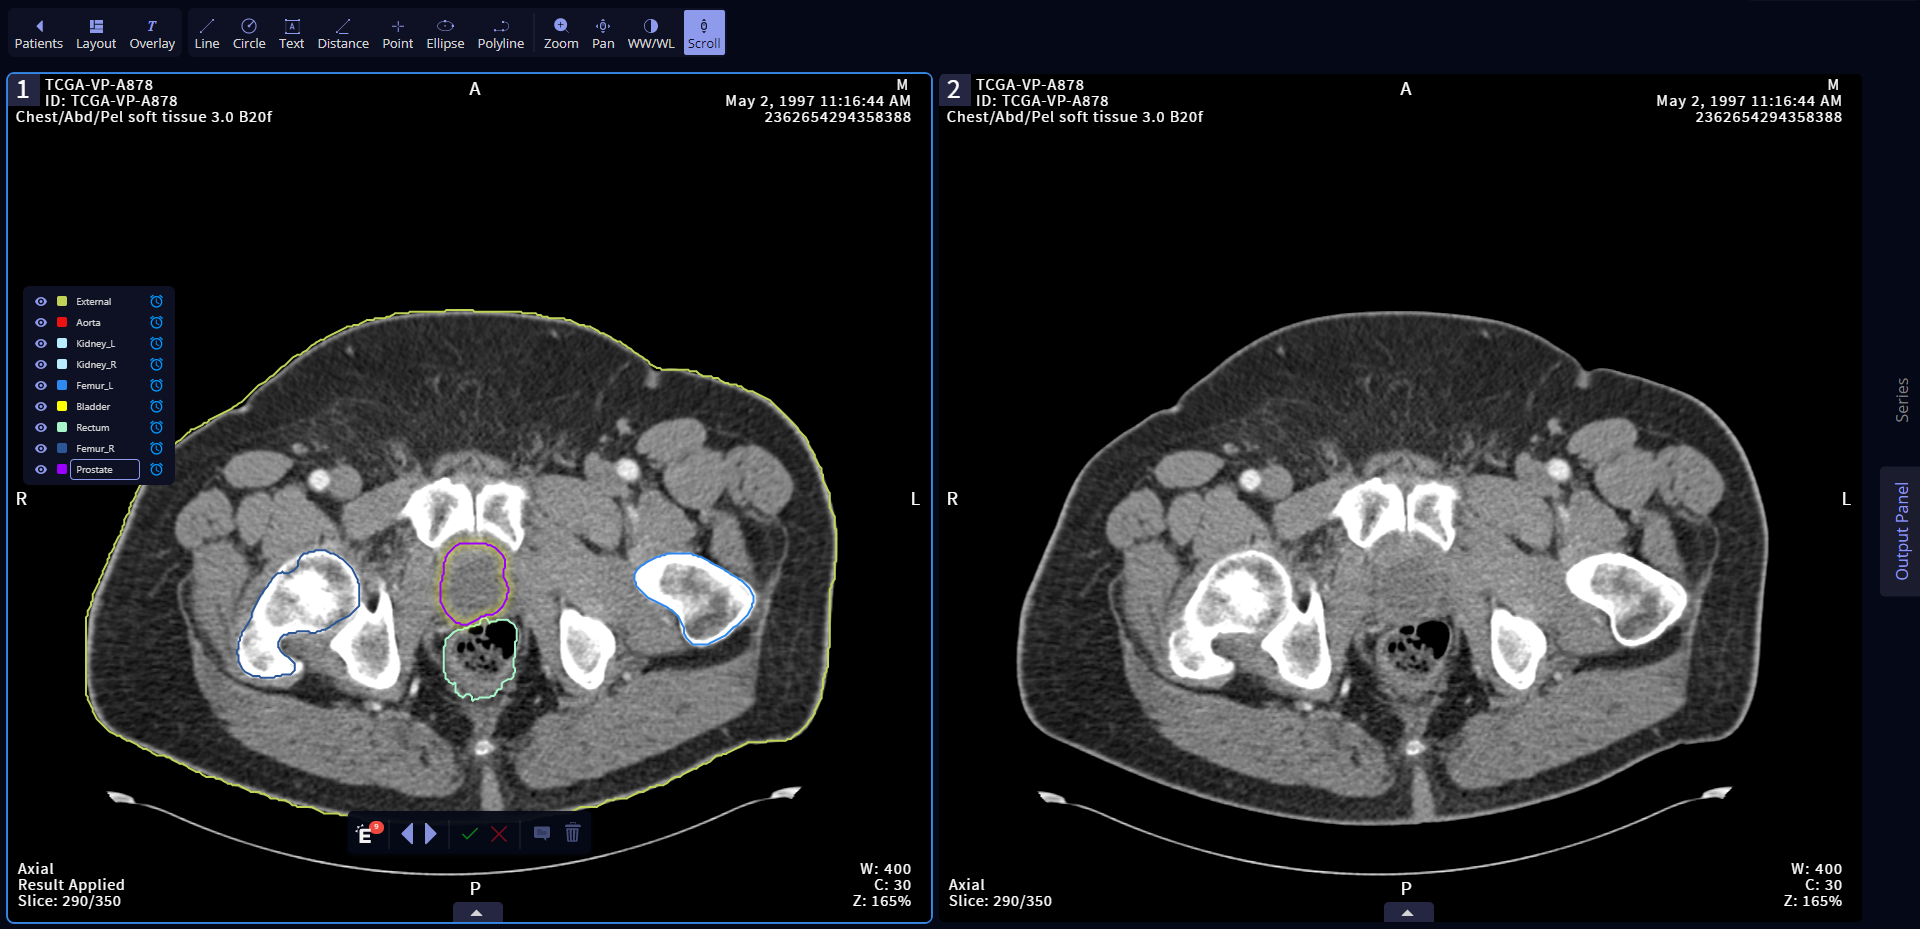 Patients Layout Overlay Line Circle Text Distance Point Ellipse Polyline Zoom Pan WW/WL Scroll
1
TCGA-VP-A878
ID: TCGA-VP-A878
Chest/Abd/Pel soft tissue 3.0 B20f
A
M
May 2, 1997 11:16:44 AM
2362654294358388
External
Aorta
Kidney_L
Kidney_R
Femur_L
Bladder
Rectum
Femur_R
Prostate
R
L
E 9
Axial
Result Applied
Slice: 290/350
P
W: 400
C: 30
Z: 165%
2
TCGA-VP-A878
ID: TCGA-VP-A878
Chest/Abd/Pel soft tissue 3.0 B20f
A
M
May 2, 1997 11:16:44 AM
2362654294358388
R
L
Axial
Slice: 290/350
P
W: 400
C: 30
Z: 165%
Series
Output Panel